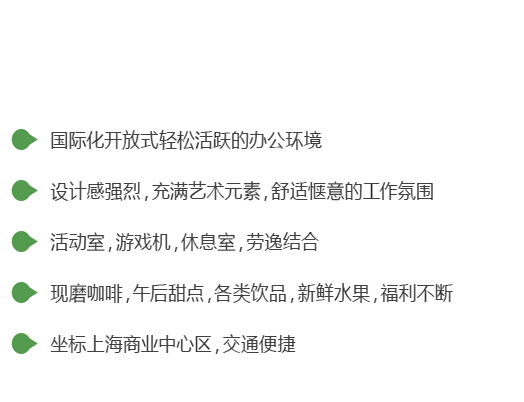 国际化开放式轻松活跃的办公环境
设计感强烈,充满艺术元素,舒适惬意的工作氛围
活动室,游戏机,休息室,劳逸结合
现磨咖啡,午后甜点,各类饮品,新鲜水果,福利不断
坐标上海商业中心区,交通便捷